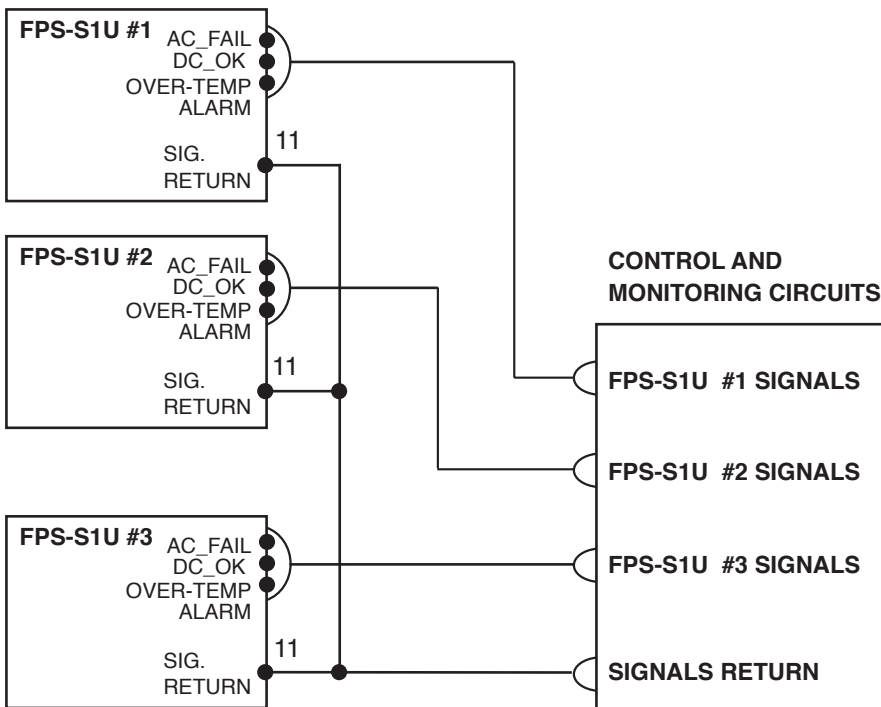 FPS-S1U #1
AC_FAIL
DC_OK
OVER-TEMP
ALARM
11
SIG.
RETURN
FPS-S1U #2
AC_FAIL
DC_OK
OVER-TEMP
ALARM
11
SIG.
RETURN
FPS-S1U #3
AC_FAIL
DC_OK
OVER-TEMP
ALARM
11
SIG.
RETURN
CONTROL AND
MONITORING CIRCUITS
FPS-S1U #1 SIGNALS
FPS-S1U #2 SIGNALS
FPS-S1U #3 SIGNALS
SIGNALS RETURN